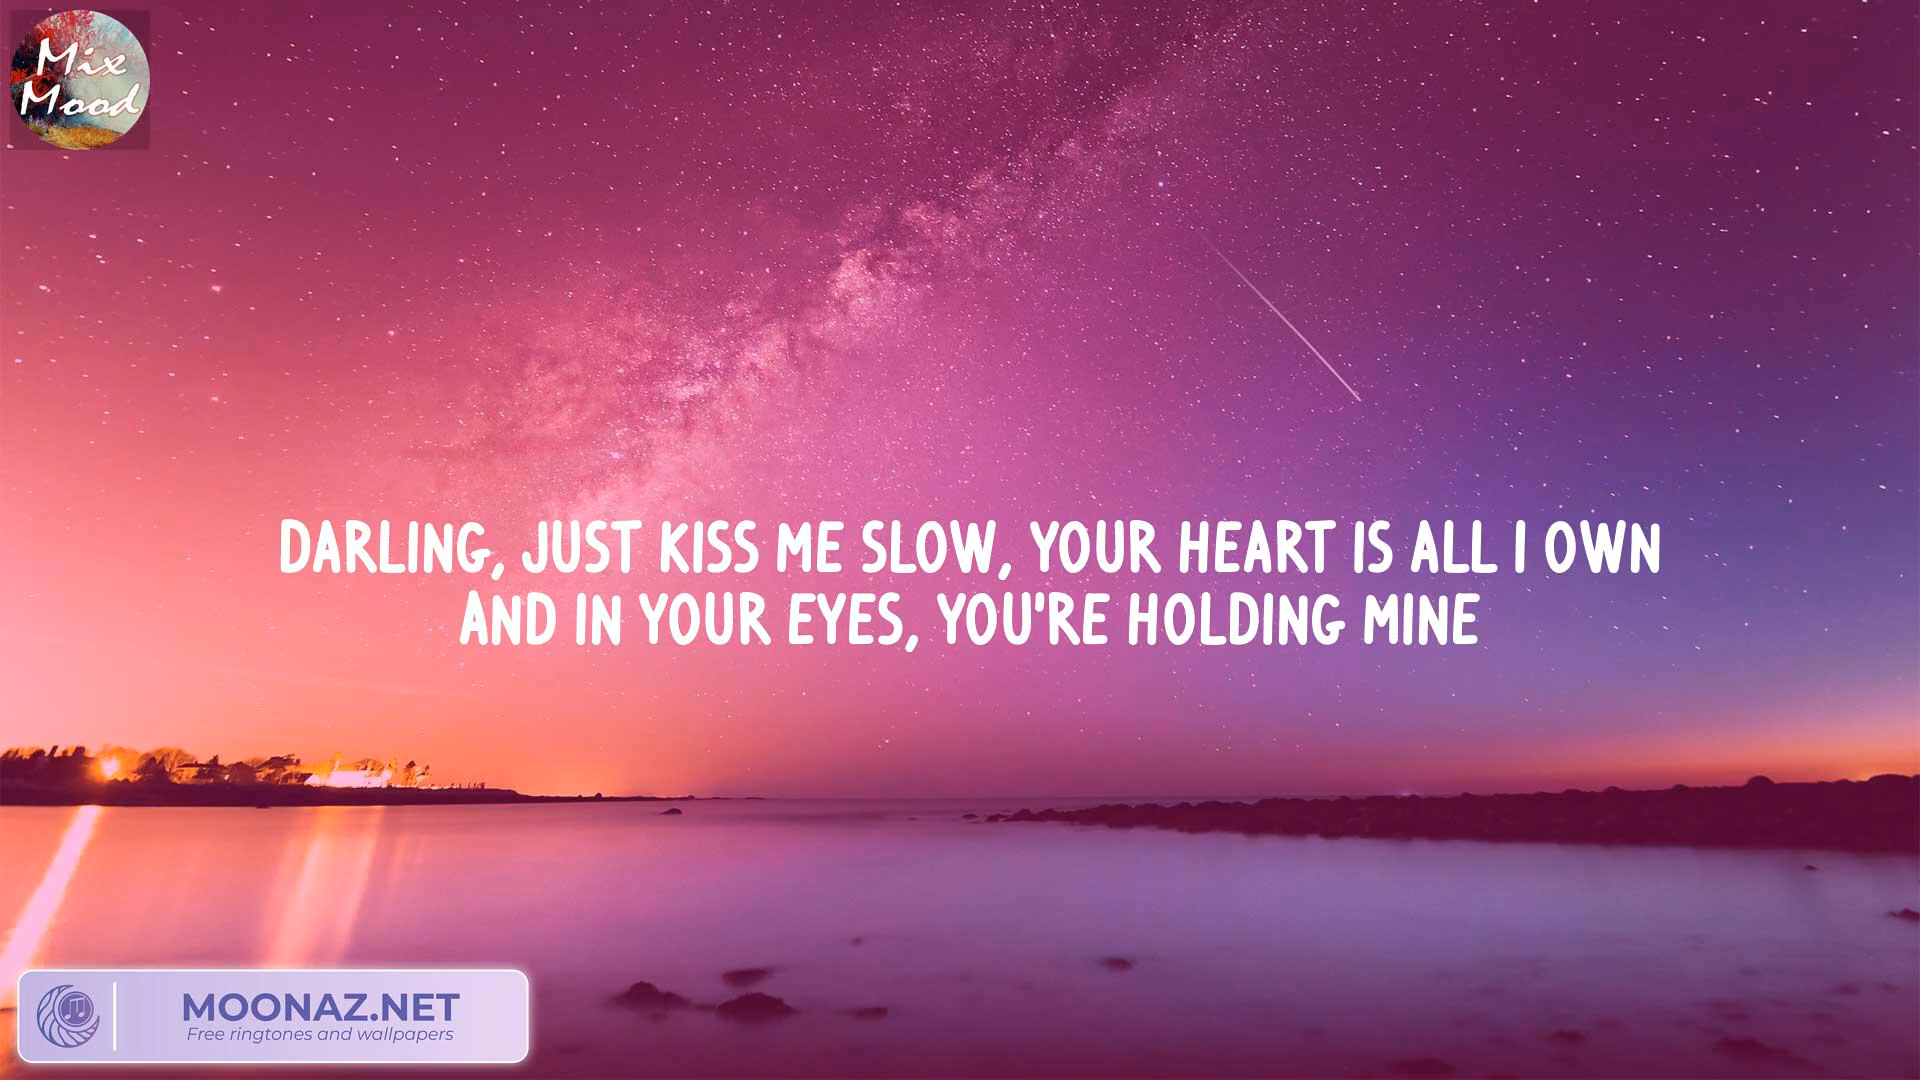 Mix
Mood
DARLING, JUST KISS ME SLOW, YOUR HEART IS ALL I OWN
AND IN YOUR EYES, YOU'RE HOLDING MINE
MOONAZ.NET
Free ringtones and wallpapers